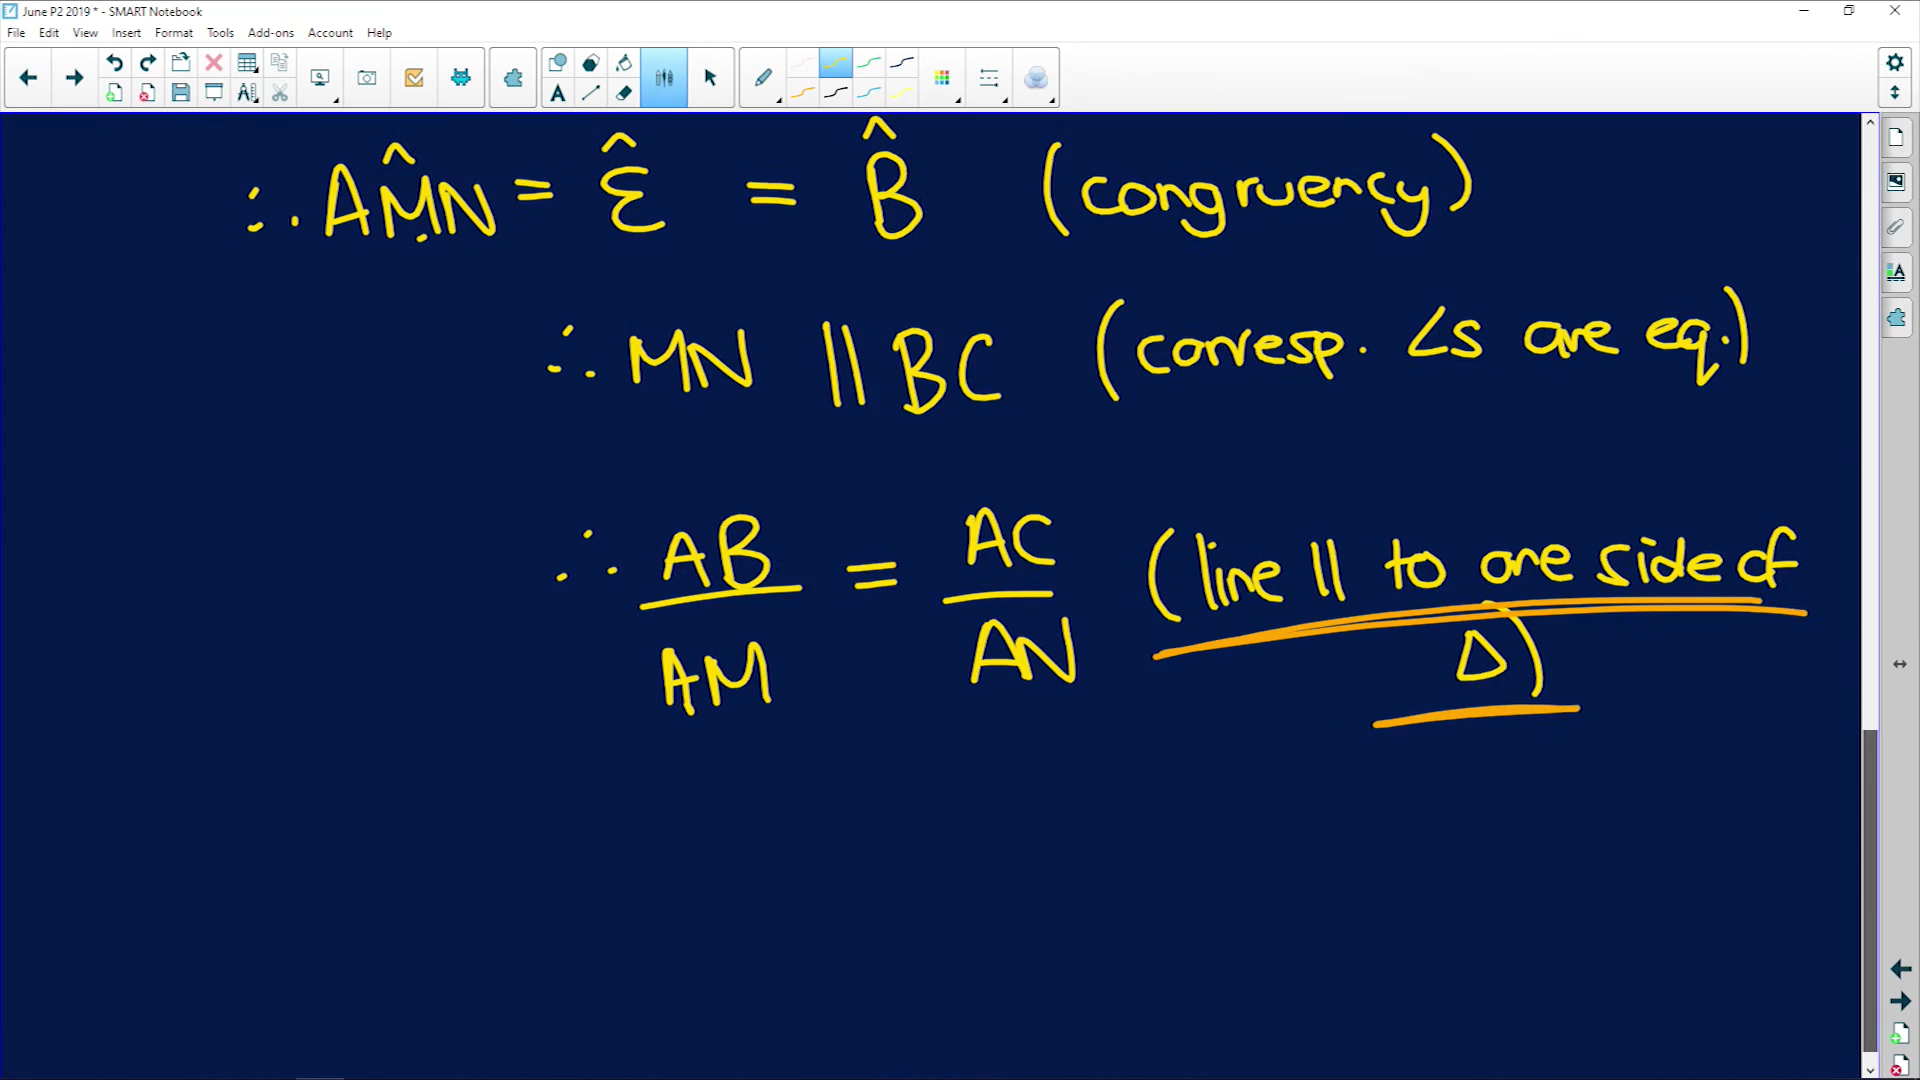 June P2 2019 * - SMART Notebook
File Edit View Insert Format Tools Add-ons Account Help
∴ AM̂N = Ê = B̂ (congruency)
∴ MN || BC (corresp. ∠s are eq.)
∴ AB/AM = AC/AN (line || to one side of
Δ)